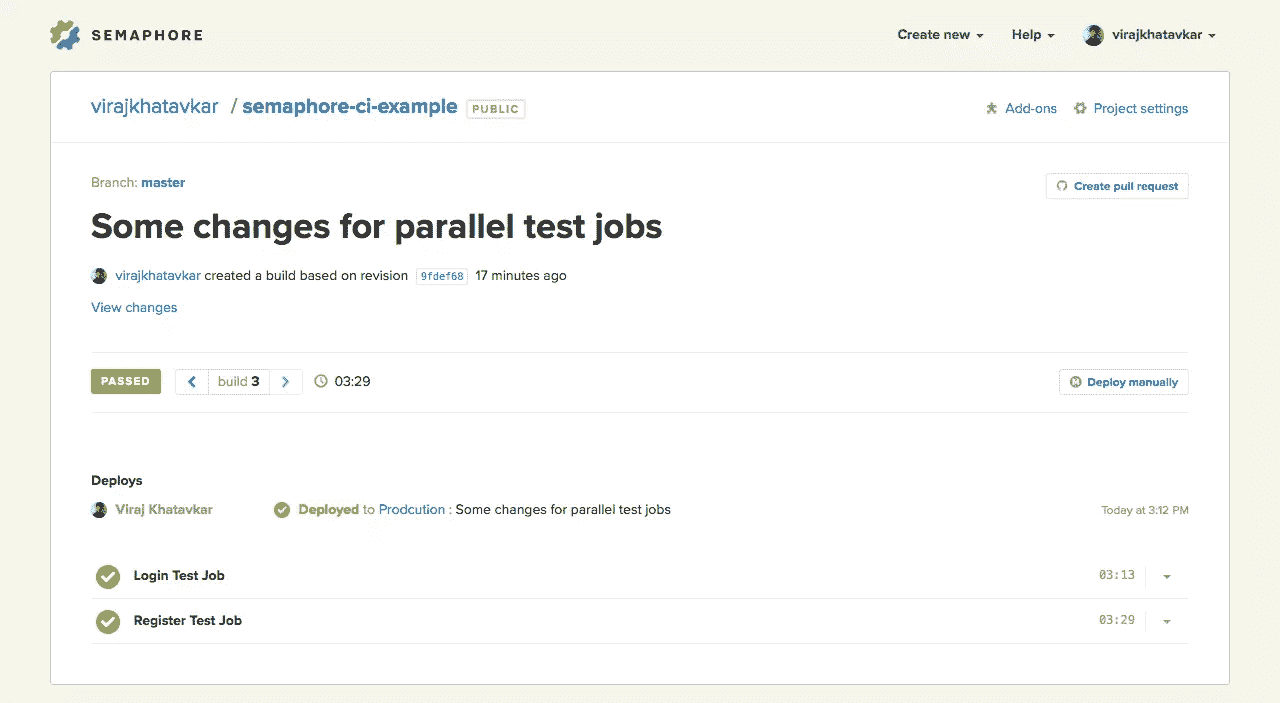 SEMAPHORE Create new Help virajkhatavkar
virajkhatavkar / semaphore-ci-example PUBLIC Add-ons Project settings
Branch: master Create pull request
Some changes for parallel test jobs
virajkhatavkar created a build based on revision 9fdef68 17 minutes ago
View changes
PASSED build 3 03:29 Deploy manually
Deploys
Viraj Khatavkar Deployed to Prodcution : Some changes for parallel test jobs Today at 3:12 PM
Login Test Job 03:13
Register Test Job 03:29